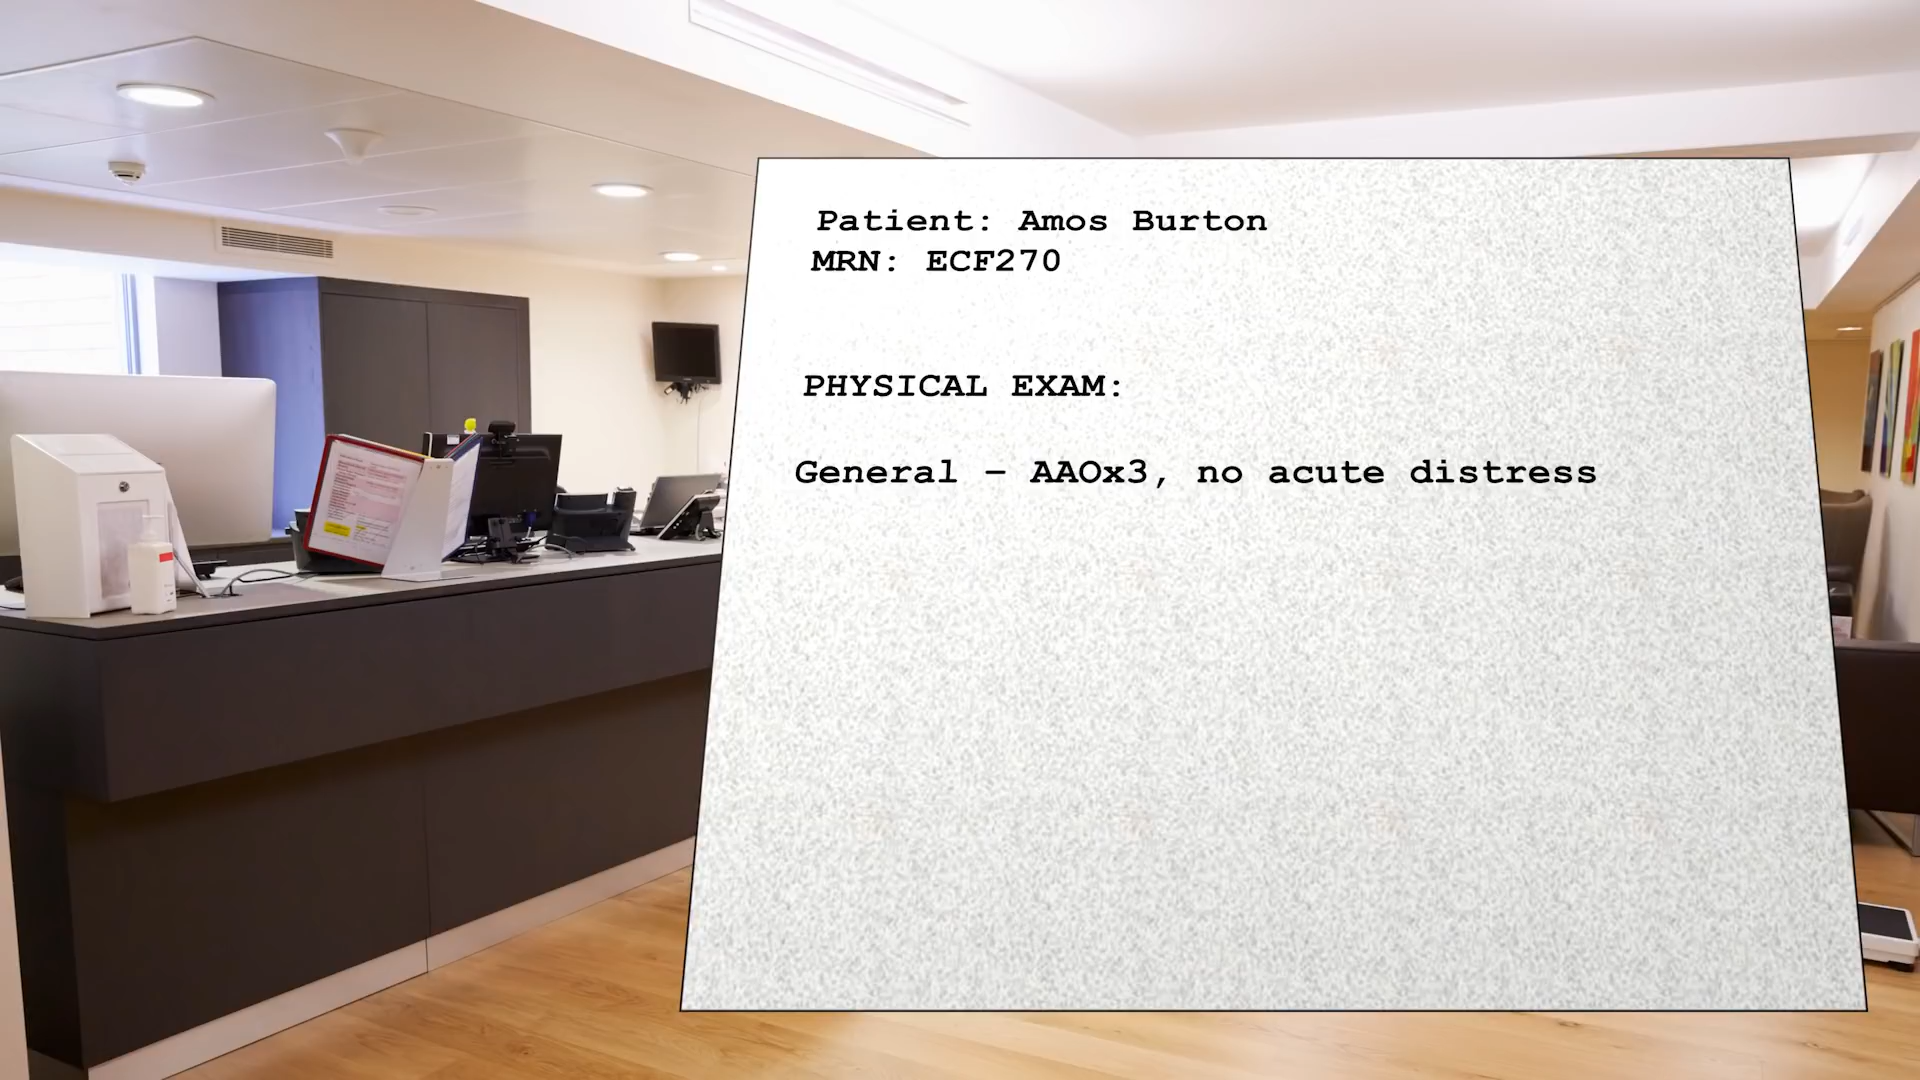 Patient: Amos Burton
MRN: ECF270
PHYSICAL EXAM:
General – AAOx3, no acute distress